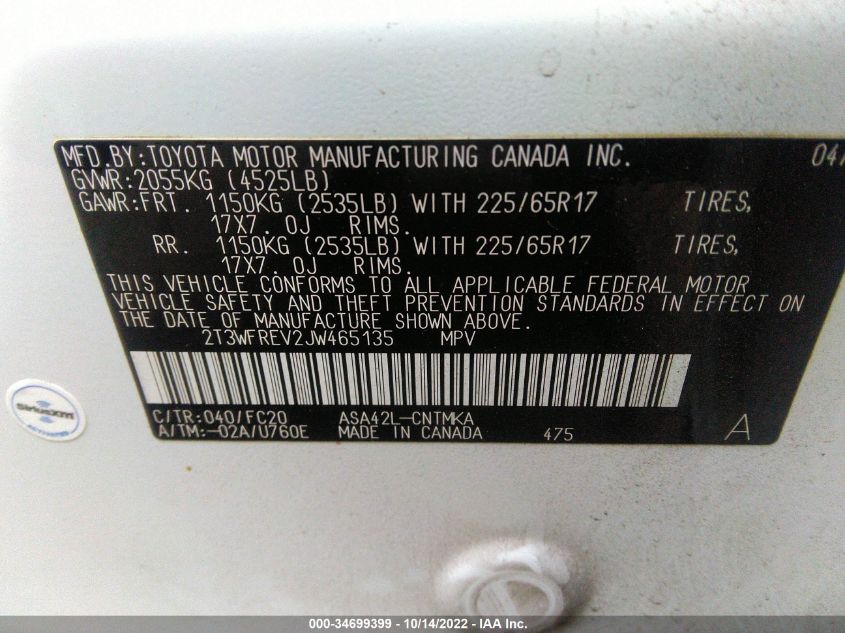 MFD.BY:TOYOTA MOTOR MANUFACTURING CANADA INC. 04/
GVWR:2055KG (4525LB)
GAWR:FRT. 1150KG (2535LB) WITH 225/65R17 TIRES,
17X7.0J RIMS.
RR. 1150KG (2535LB) WITH 225/65R17 TIRES,
17X7.0J RIMS.
THIS VEHICLE CONFORMS TO ALL APPLICABLE FEDERAL MOTOR
VEHICLE SAFETY AND THEFT PREVENTION STANDARDS IN EFFECT ON
THE DATE OF MANUFACTURE SHOWN ABOVE.
2T3WFREV2JW465135 MPV
C/TR:040/FC20 ASA42L-CNTMKA
A/TM:-02A/U760E MADE IN CANADA 475 A
SiriusXM
000-34699399 | 10/14/2022 - IAA Inc.